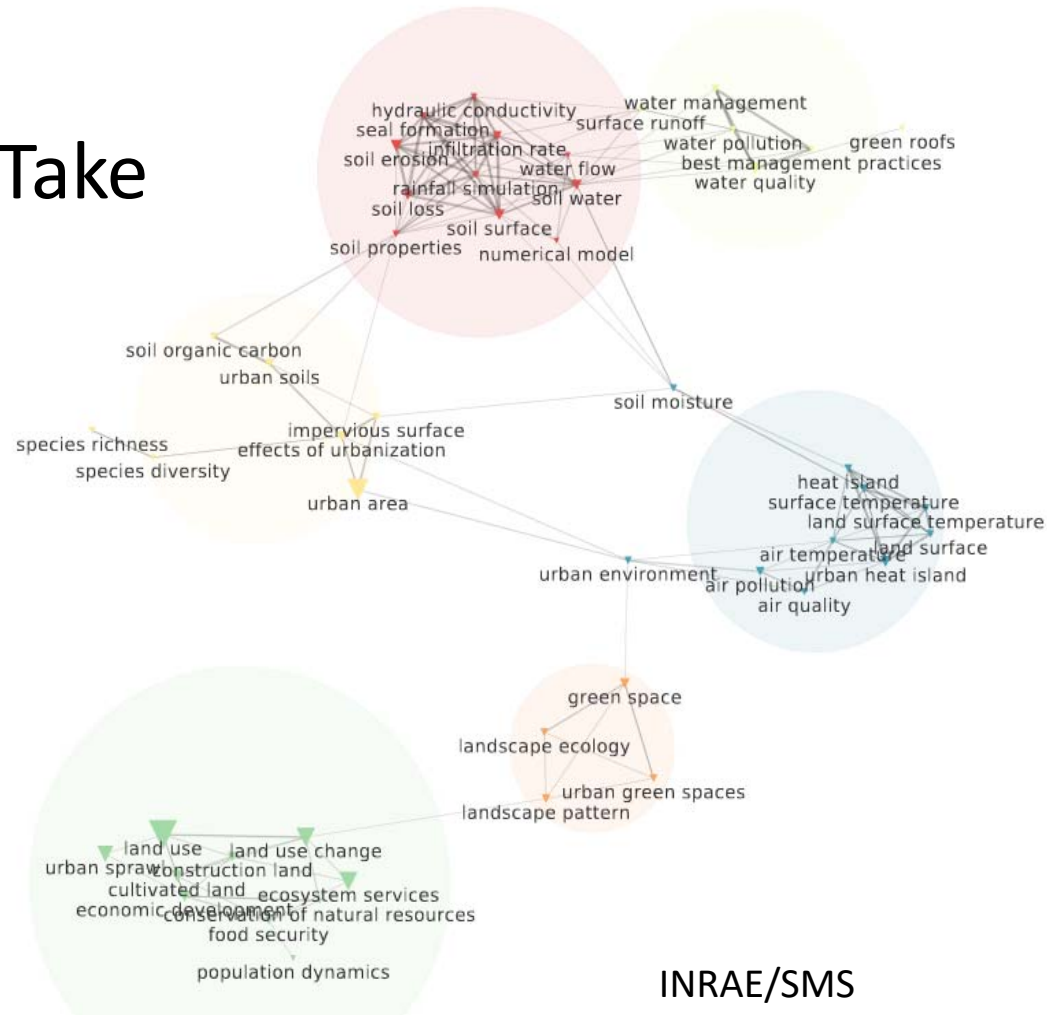 Take
hydraulic conductivity
seal formation
infiltration rate
soil erosion
water flow
rainfall simulation
soil water
soil loss
soil surface
soil properties
numerical model
water management
surface runoff
water pollution
green roofs
best management practices
water quality
soil organic carbon
urban soils
impervious surface
effects of urbanization
species richness
species diversity
urban area
soil moisture
heat island
surface temperature
land surface temperature
land surface
air temperature
urban environment
air pollution
urban heat island
air quality
green space
landscape ecology
urban green spaces
landscape pattern
land use
land use change
urban sprawl
construction land
cultivated land
ecosystem services
economic development
conservation of natural resources
food security
population dynamics
INRAE/SMS